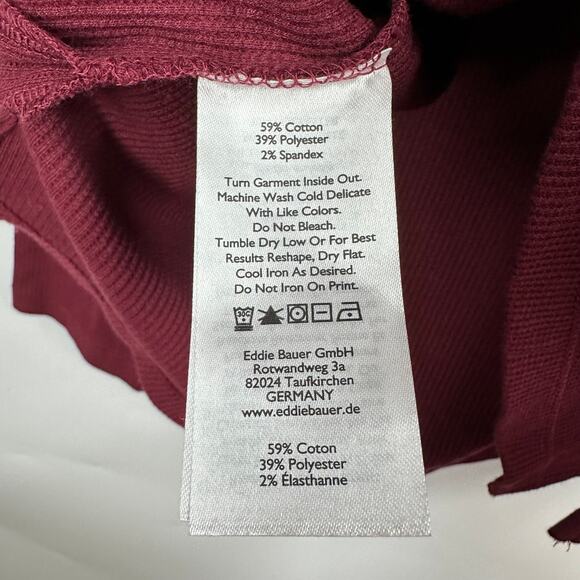 59% Cotton
39% Polyester
2% Spandex
Turn Garment Inside Out.
Machine Wash Cold Delicate
With Like Colors.
Do Not Bleach.
Tumble Dry Low Or For Best
Results Reshape, Dry Flat.
Cool Iron As Desired.
Do Not Iron On Print.
30C
Eddie Bauer GmbH
Rotwandweg 3a
82024 Taufkirchen
GERMANY
www.eddiebauer.de
59% Coton
39% Polyester
2% Élasthanne